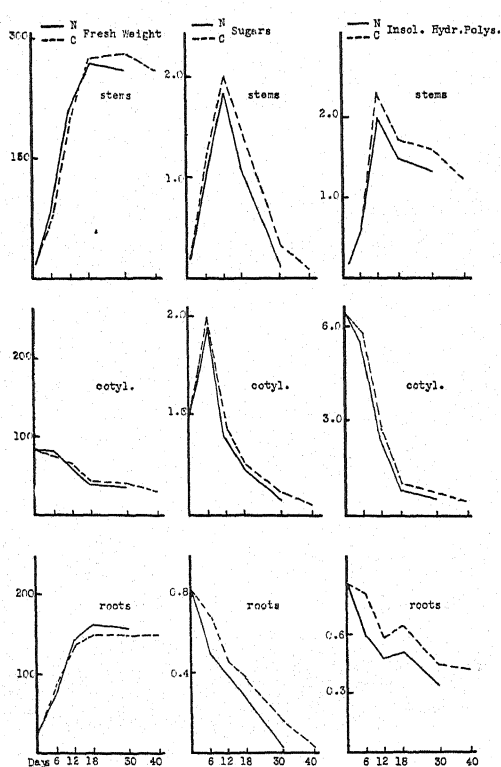 N
C Fresh Weight
N
C Sugars
N
C Insol. Hydr.Polys.
300
150
stems
2.0
1.0
stems
2.0
1.0
stems
200
100
cotyl.
2.0
1.0
cotyl.
6.0
3.0
cotyl.
200
100
roots
0.8
0.4
roots
0.6
0.3
roots
Days 6 12 18 30 40
6 12 18 30 40
6 12 18 30 40